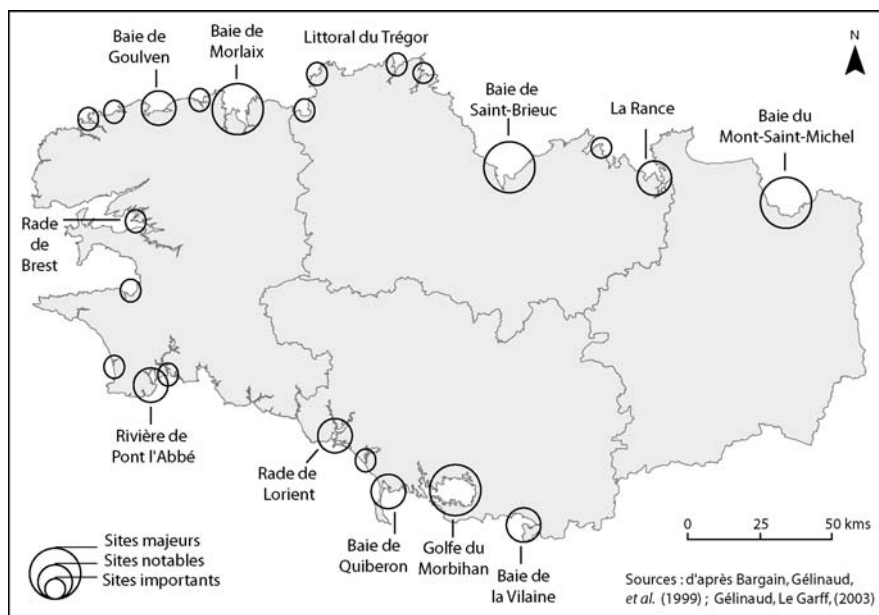 Baie de
Goulven
Baie de
Morlaix
Littoral du Trégor
N
Baie de
Saint-Brieuc
La Rance
Baie du
Mont-Saint-Michel
Rade
de
Brest
Rivière de
Pont l'Abbé
Rade de
Lorient
Baie de
Quiberon
Golfe du
Morbihan
Baie de
la Vilaine
0 25 50 kms
Sites majeurs
Sites notables
Sites importants
Sources : d'après Bargain, Gélinaud,
et al. (1999) ; Gélinaud, Le Garff, (2003)